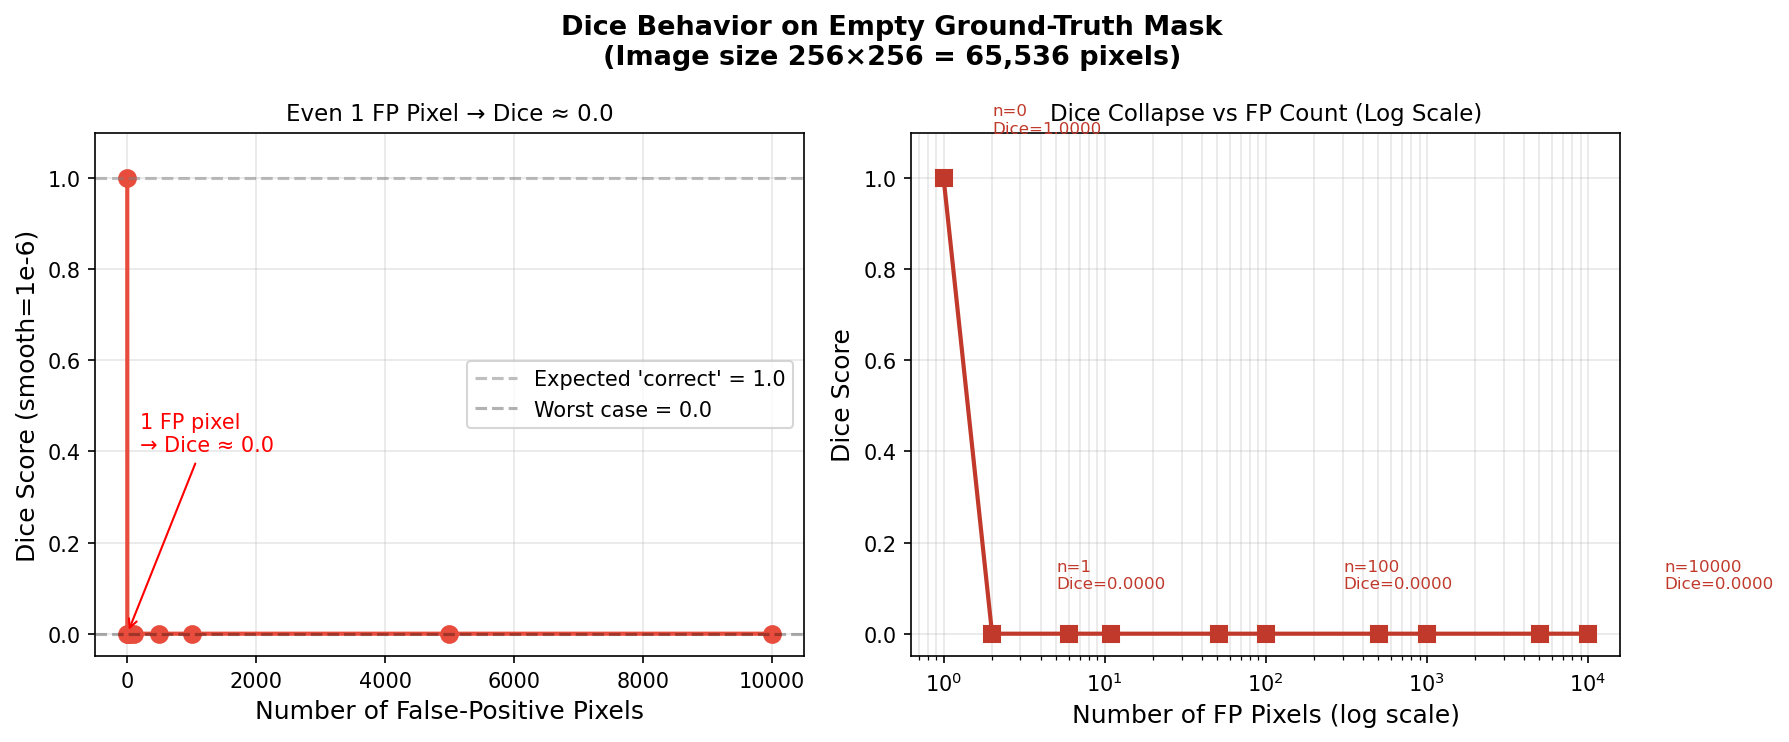 Dice Behavior on Empty Ground-Truth Mask
(Image size 256×256 = 65,536 pixels)
Even 1 FP Pixel → Dice ≈ 0.0
Dice Score (smooth=1e-6)
1.0
0.8
0.6
0.4
0.2
0.0
Expected 'correct' = 1.0
Worst case = 0.0
1 FP pixel
→ Dice ≈ 0.0
0 2000 4000 6000 8000 10000
Number of False-Positive Pixels
Dice Collapse vs FP Count (Log Scale)
n=0
Dice=1.0000
Dice Score
1.0
0.8
0.6
0.4
0.2
0.0
n=1
Dice=0.0000
n=100
Dice=0.0000
n=10000
Dice=0.0000
10⁰ 10¹ 10² 10³ 10⁴
Number of FP Pixels (log scale)